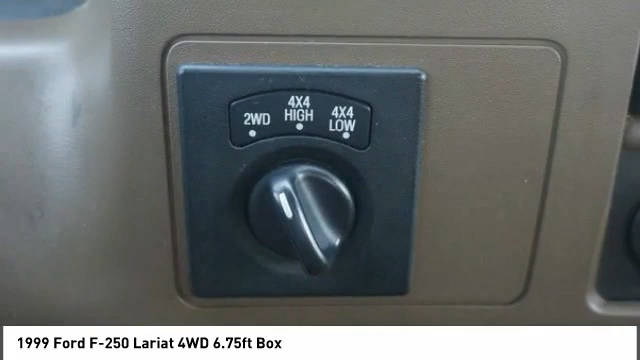 2WD
4X4
HIGH
4X4
LOW
1999 Ford F-250 Lariat 4WD 6.75ft Box